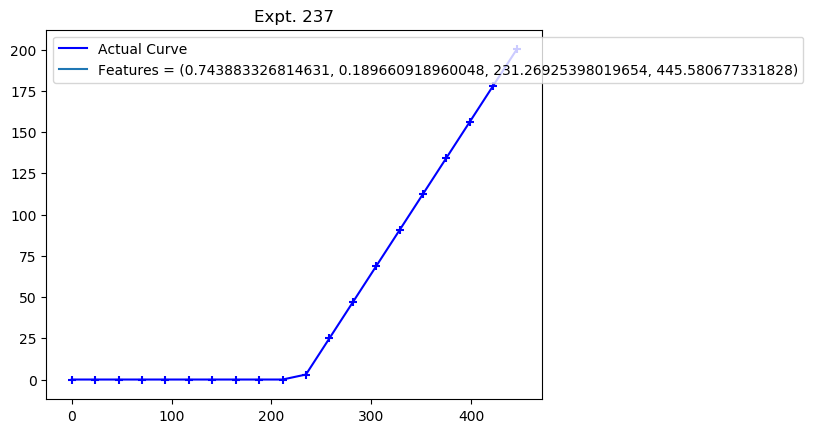 Expt. 237
Actual Curve
Features = (0.743883326814631, 0.189660918960048, 231.26925398019654, 445.580677331828)
200
175
150
125
100
75
50
25
0
0 100 200 300 400